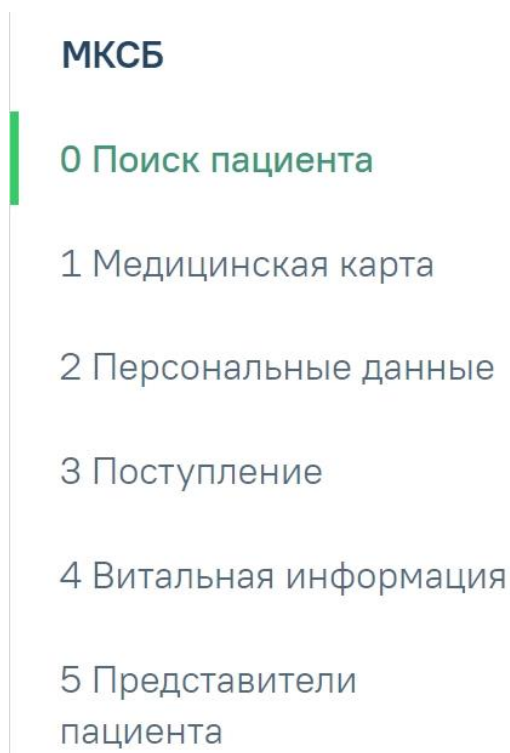 МКСБ
0 Поиск пациента
1 Медицинская карта
2 Персональные данные
3 Поступление
4 Витальная информация
5 Представители
пациента